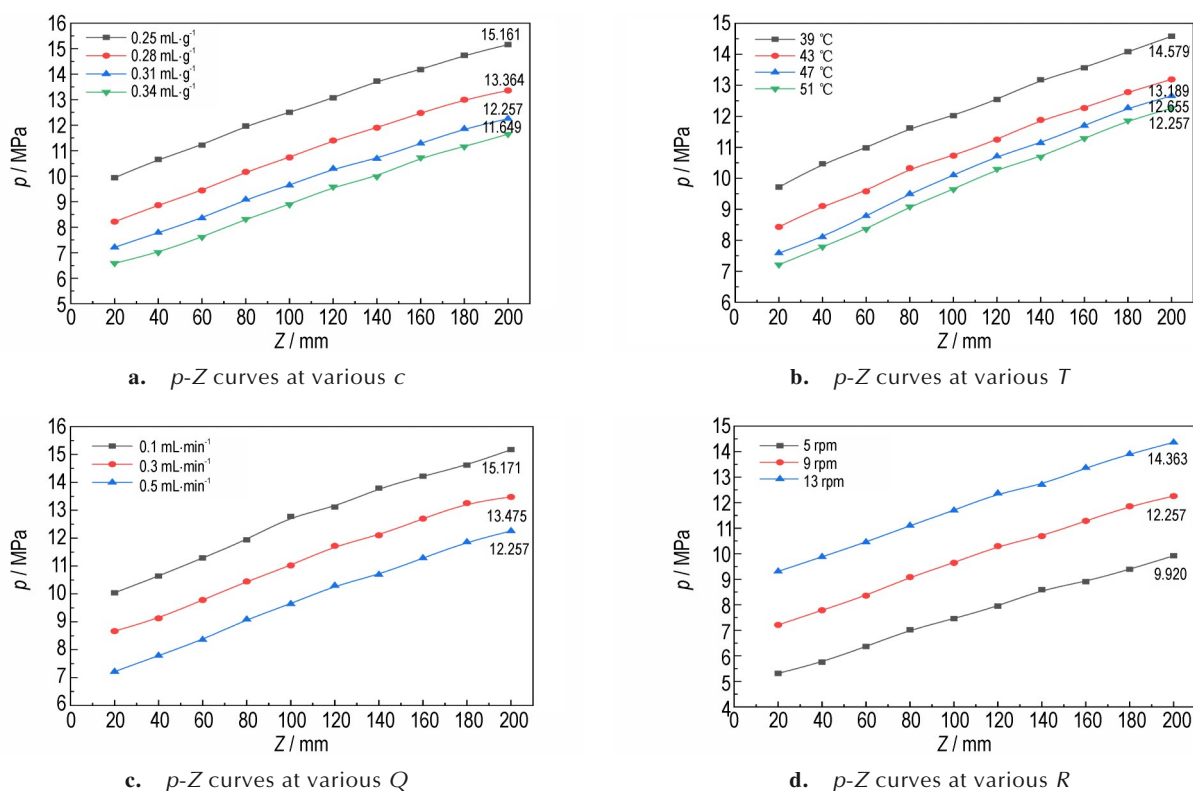 16
15
14
13
12
11
10
9
8
7
6
5
p / MPa
0.25 mL·g⁻¹
0.28 mL·g⁻¹
0.31 mL·g⁻¹
0.34 mL·g⁻¹
15.161
13.364
12.257
11.649
0 20 40 60 80 100 120 140 160 180 200
Z / mm
a. p-Z curves at various c
15
14
13
12
11
10
9
8
7
6
p / MPa
39 ℃
43 ℃
47 ℃
51 ℃
14.579
13.189
12.655
12.257
0 20 40 60 80 100 120 140 160 180 200
Z / mm
b. p-Z curves at various T
16
15
14
13
12
11
10
9
8
7
6
p / MPa
0.1 mL·min⁻¹
0.3 mL·min⁻¹
0.5 mL·min⁻¹
15.171
13.475
12.257
0 20 40 60 80 100 120 140 160 180 200
Z / mm
c. p-Z curves at various Q
15
14
13
12
11
10
9
8
7
6
5
4
p / MPa
5 rpm
9 rpm
13 rpm
14.363
12.257
9.920
0 20 40 60 80 100 120 140 160 180 200
Z / mm
d. p-Z curves at various R